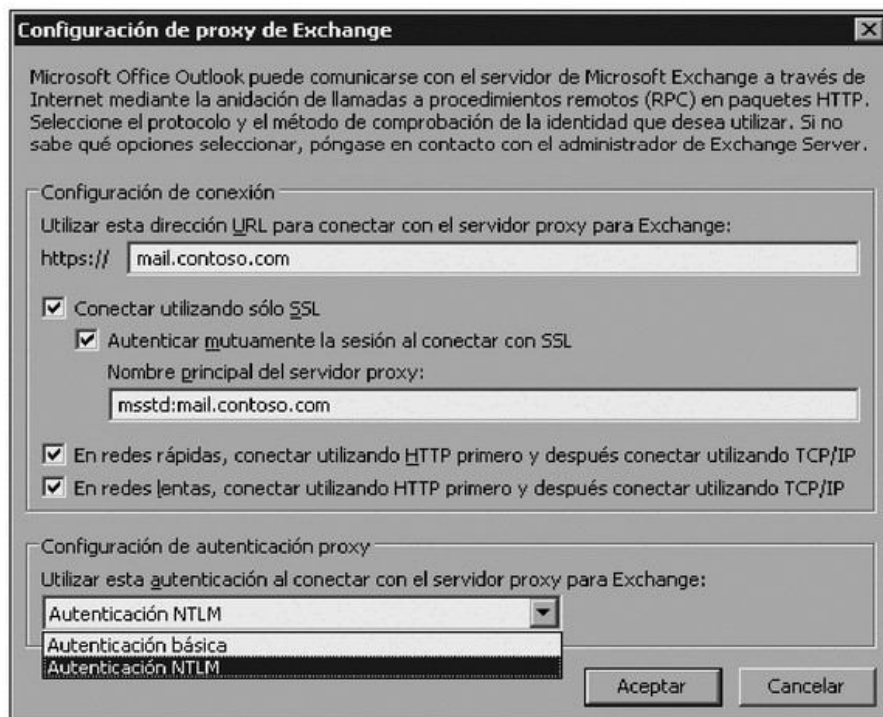 Configuración de proxy de Exchange
Microsoft Office Outlook puede comunicarse con el servidor de Microsoft Exchange a través de
Internet mediante la anidación de llamadas a procedimientos remotos (RPC) en paquetes HTTP.
Seleccione el protocolo y el método de comprobación de la identidad que desea utilizar. Si no
sabe qué opciones seleccionar, póngase en contacto con el administrador de Exchange Server.
Configuración de conexión
Utilizar esta dirección URL para conectar con el servidor proxy para Exchange:
https:// mail.contoso.com
Conectar utilizando sólo SSL
Autenticar mutuamente la sesión al conectar con SSL
Nombre principal del servidor proxy:
msstd:mail.contoso.com
En redes rápidas, conectar utilizando HTTP primero y después conectar utilizando TCP/IP
En redes lentas, conectar utilizando HTTP primero y después conectar utilizando TCP/IP
Configuración de autenticación proxy
Utilizar esta autenticación al conectar con el servidor proxy para Exchange:
Autenticación NTLM
Autenticación básica
Autenticación NTLM
Aceptar Cancelar